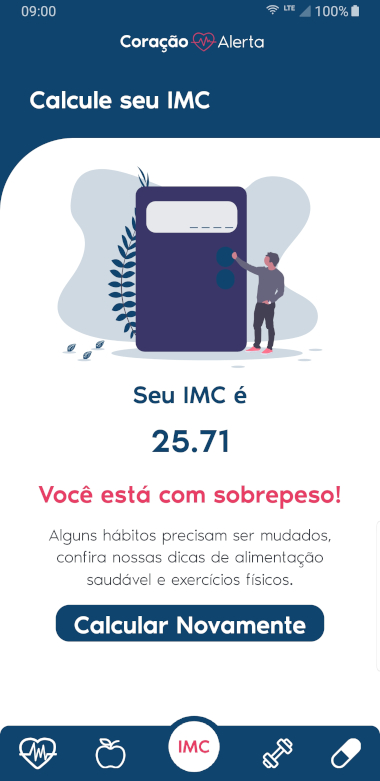 09:00 LTE 100%
Coração Alerta
Calcule seu IMC
Seu IMC é
25.71
Você está com sobrepeso!
Alguns hábitos precisam ser mudados,
confira nossas dicas de alimentação
saudável e exercícios físicos.
Calcular Novamente
IMC